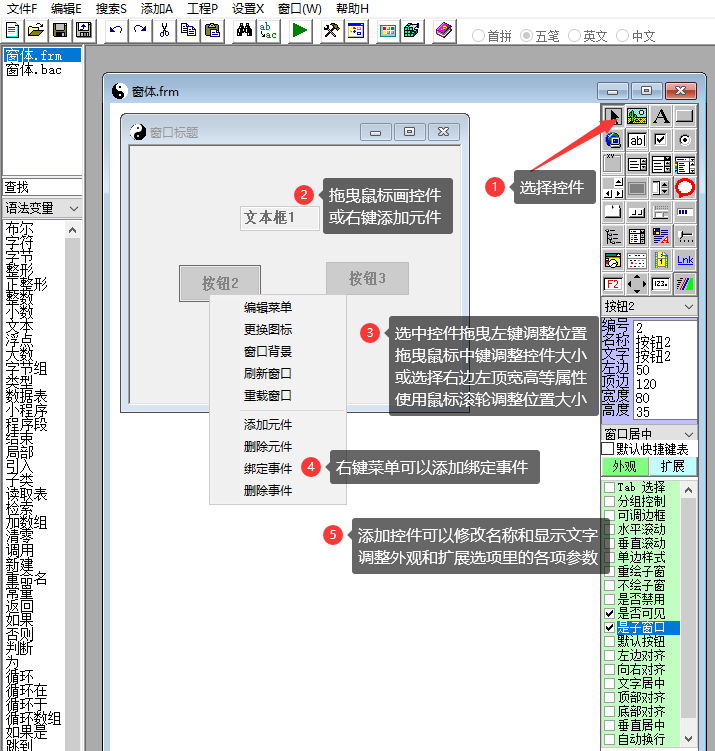 文件F 编辑E 搜索S 添加A 工程P 设置X 窗口(W) 帮助H
ab
ac
首拼 五笔 英文 中文
窗体.frm
窗体.bac
查找
语法变量
布尔
字符
字节
整形
正整形
整数
小数
文本
浮点
大数
字节组
类型
数据表
小程序
程序段
结束
局部
引入
子类
读取表
检索
加数组
清零
调用
新建
重命名
常量
返回
如果
否则
判断
为
循环
循环在
循环于
循环数组
如果是
跳到
窗体.frm
窗口标题
文本框1
按钮2
按钮3
编辑菜单
更换图标
窗口背景
刷新窗口
重载窗口
添加元件
删除元件
绑定事件
删除事件
1 选择控件
2 拖曳鼠标画控件
或右键添加元件
3 选中控件拖曳左键调整位置
拖曳鼠标中键调整控件大小
或选择右边左顶宽高等属性
使用鼠标滚轮调整位置大小
4 右键菜单可以添加绑定事件
5 添加控件可以修改名称和显示文字
调整外观和扩展选项里的各项参数
A
ab
XY
Lnk
F2
123.
按钮2
编号 2
名称 按钮2
文字 按钮2
左边 50
顶边 120
宽度 80
高度 35
窗口居中
默认快捷键表
外观 扩展
Tab 选择
分组控制
可调边框
水平滚动
垂直滚动
单边样式
重绘子窗
不绘子窗
是否禁用
是否可见
是子窗口
默认按钮
左边对齐
向右对齐
文字居中
顶部对齐
底部对齐
垂直居中
自动换行